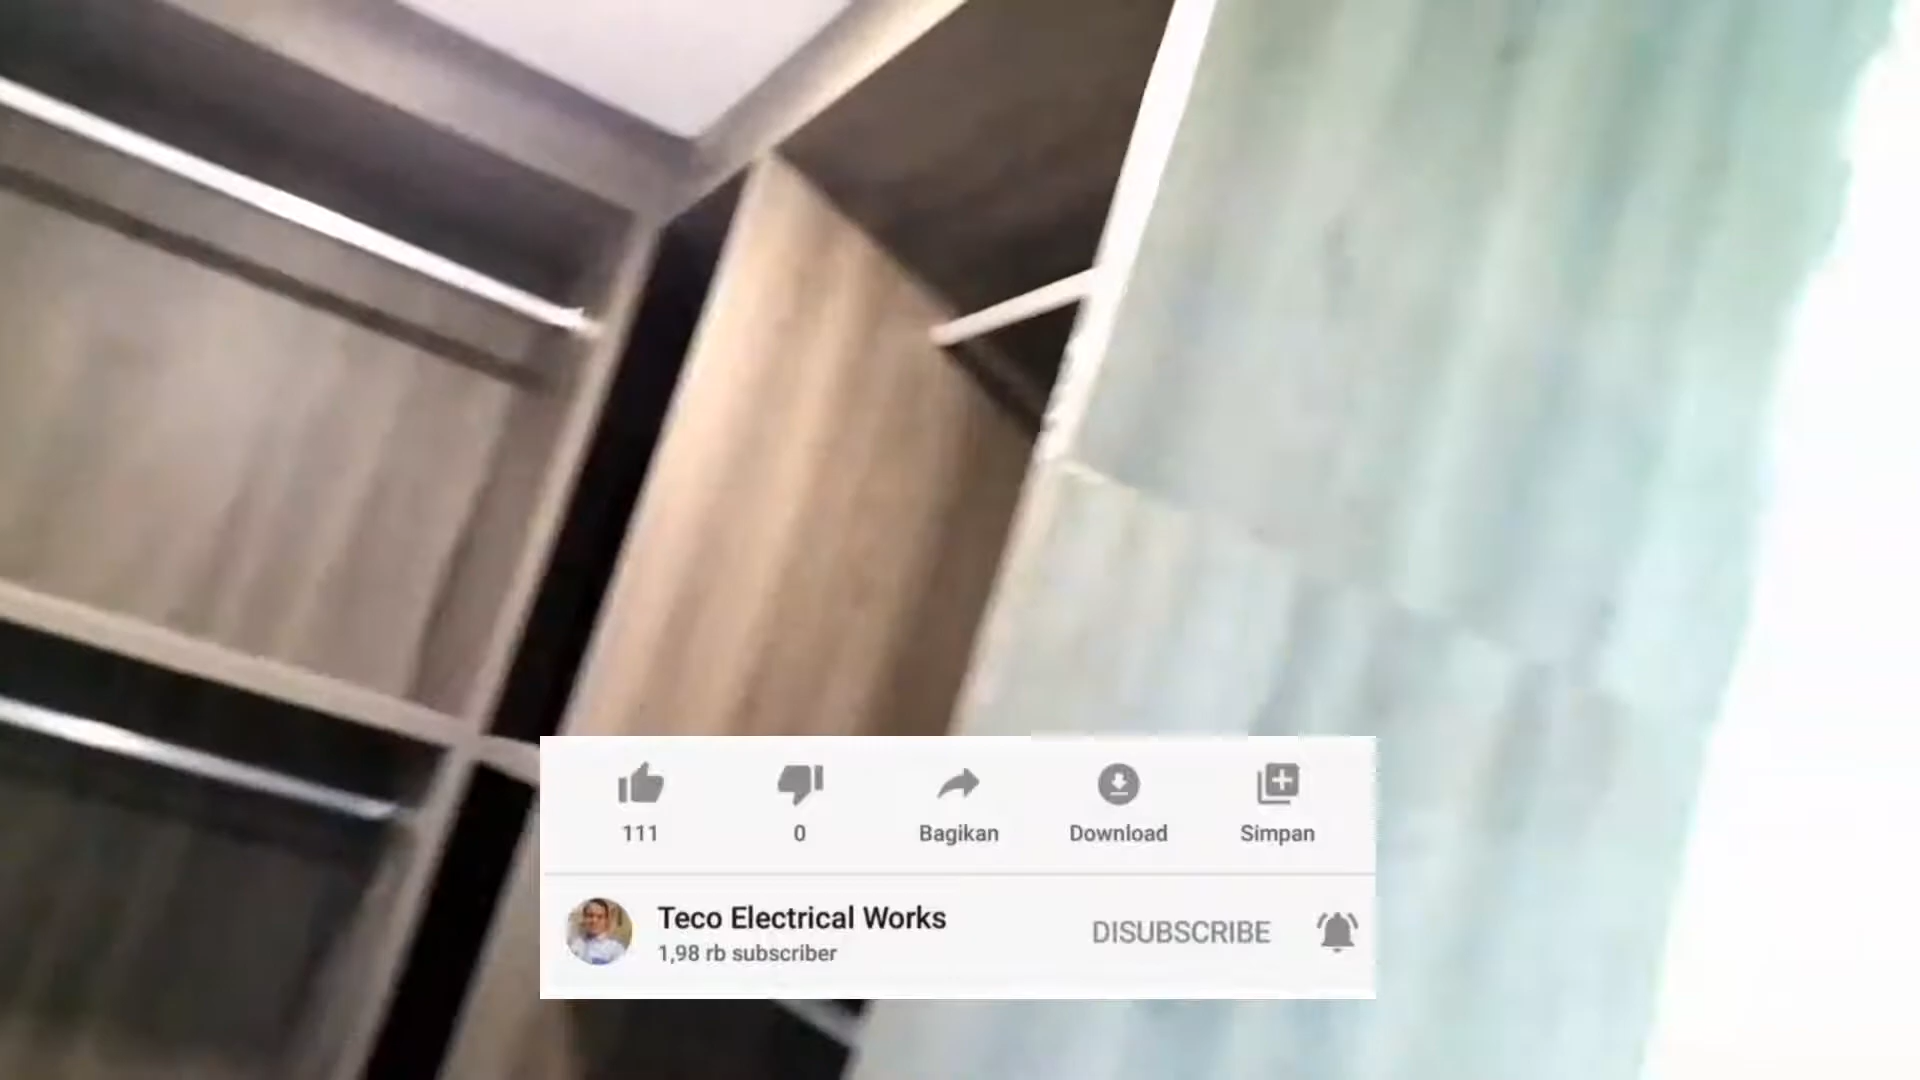 111
0
Bagikan
Download
Simpan
Teco Electrical Works
DISUBSCRIBE
1,98 rb subscriber